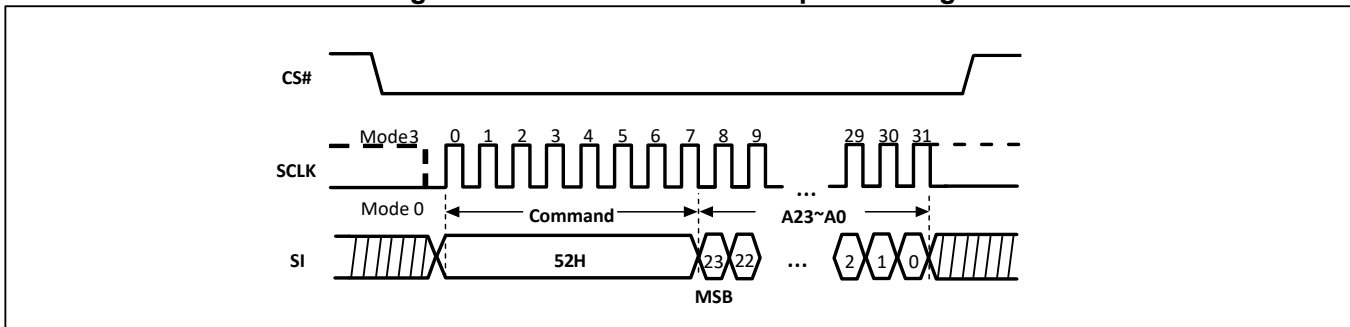 CS#
Mode3 0 1 2 3 4 5 6 7 8 9 29 30 31
SCLK
...
Mode 0 Command A23~A0
SI 52H 23 22 ... 2 1 0
MSB